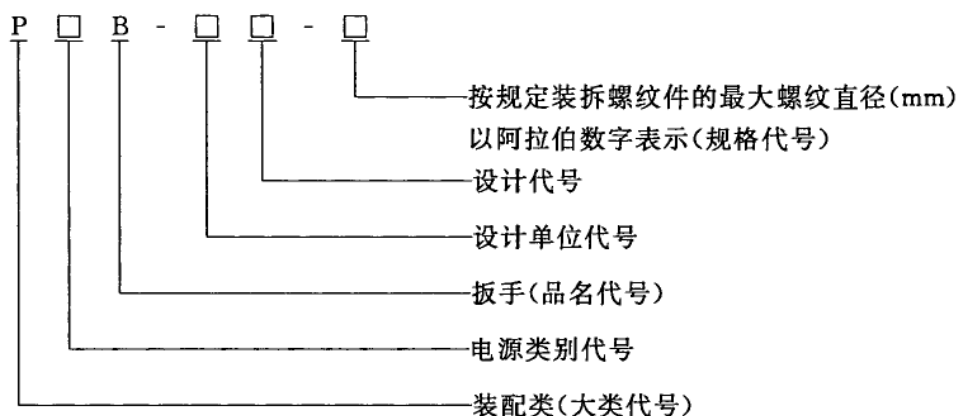 P □ B - □ □ - □
按规定装拆螺纹件的最大螺纹直径(mm)
以阿拉伯数字表示(规格代号)
设计代号
设计单位代号
扳手(品名代号)
电源类别代号
装配类(大类代号)